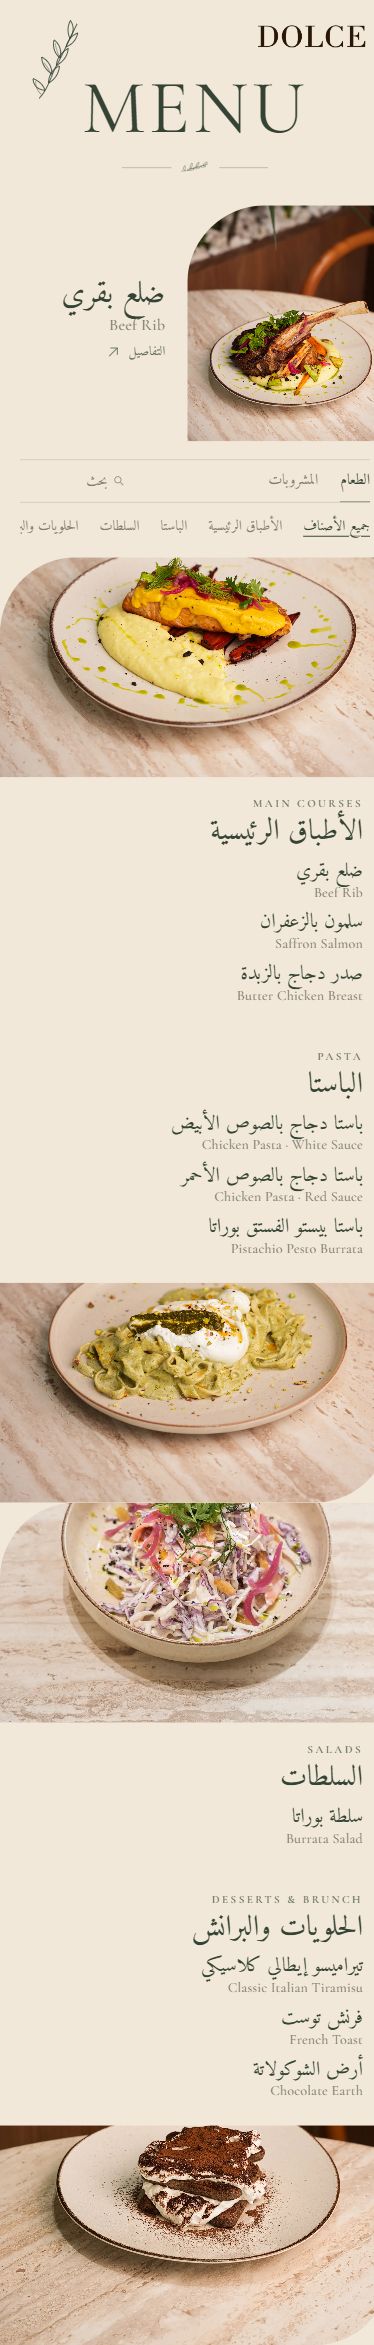 DOLCE
MENU
ضلع بقري
Beef Rib
التفاصيل
الطعام
المشروبات
بحث
جميع الأصناف
الأطباق الرئيسية
الباستا
السلطات
الحلويات
MAIN COURSES
الأطباق الرئيسية
ضلع بقري
Beef Rib
سلمون بالزعفران
Saffron Salmon
صدر دجاج بالزبدة
Butter Chicken Breast
PASTA
الباستا
باستا دجاج بالصوص الأبيض
Chicken Pasta · White Sauce
باستا دجاج بالصوص الأحمر
Chicken Pasta · Red Sauce
باستا بيستو الفستق بوراتا
Pistachio Pesto Burrata
SALADS
السلطات
سلطة بوراتا
Burrata Salad
DESSERTS & BRUNCH
الحلويات والبرانش
تيراميسو إيطالي كلاسيكي
Classic Italian Tiramisu
فرنش توست
French Toast
أرض الشوكولاتة
Chocolate Earth